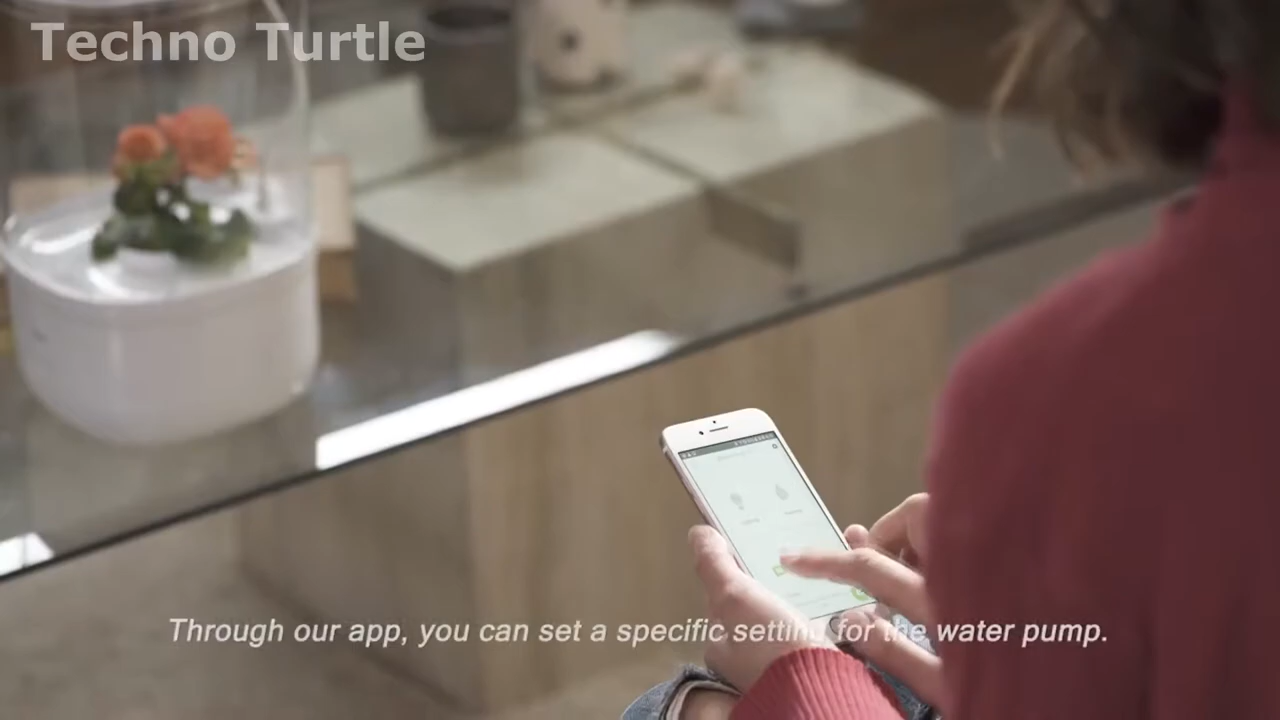 Techno Turtle
Through our app, you can set a specific setting for the water pump.